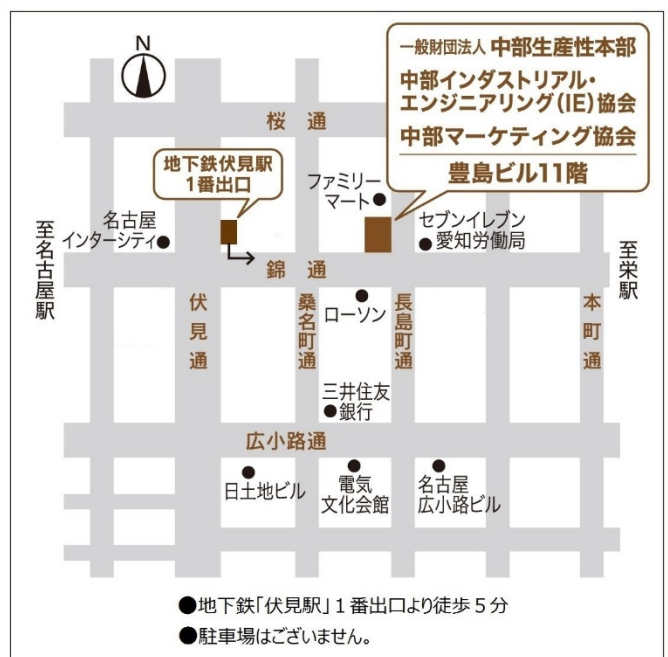 N
一般財団法人 中部生産性本部
中部インダストリアル・
エンジニアリング(IE)協会
中部マーケティング協会
豊島ビル11階
桜通
地下鉄伏見駅
1番出口
ファミリー
マート
セブンイレブン
愛知労働局
名古屋
インターシティ
至名古屋駅
至栄駅
錦通
伏見通
桑名町通
ローソン
長島町通
本町通
三井住友
銀行
広小路通
日土地ビル
電気
文化会館
名古屋
広小路ビル
●地下鉄「伏見駅」1番出口より徒歩5分
●駐車場はございません。